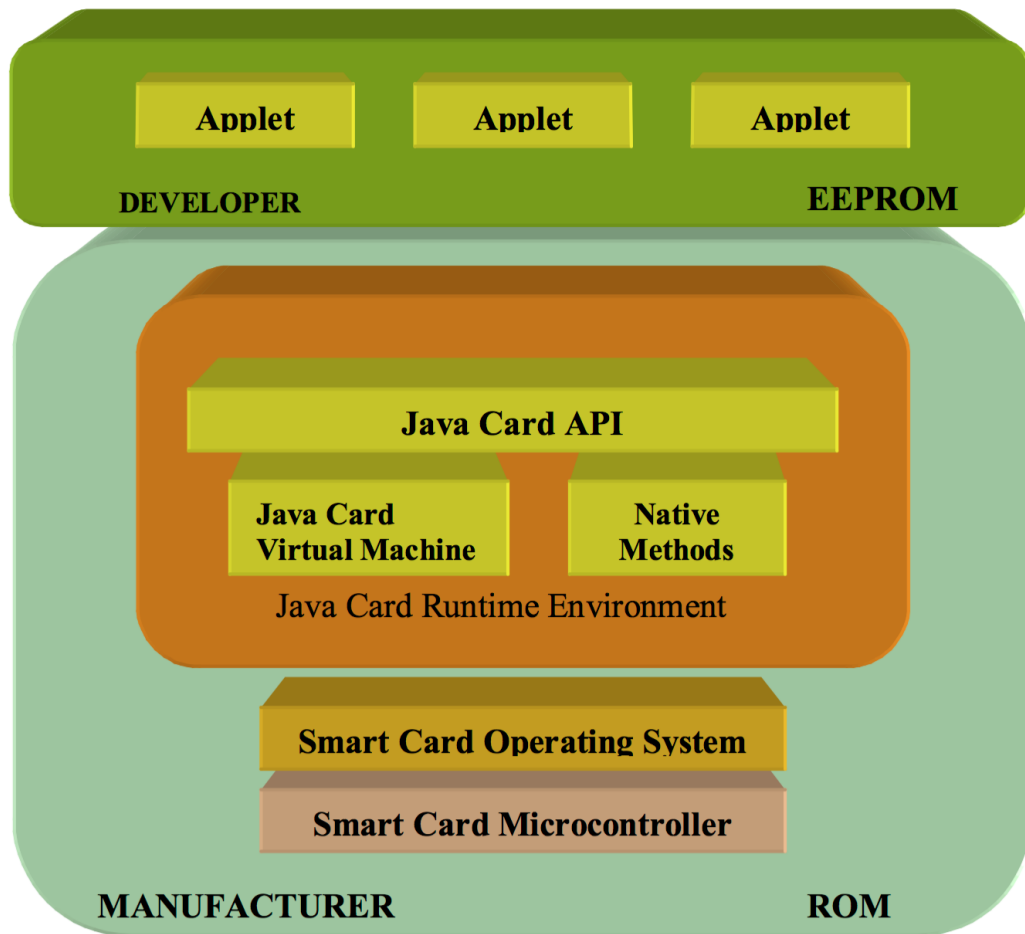 Applet Applet Applet
DEVELOPER EEPROM
Java Card API
Java Card
Virtual Machine
Native
Methods
Java Card Runtime Environment
Smart Card Operating System
Smart Card Microcontroller
MANUFACTURER ROM